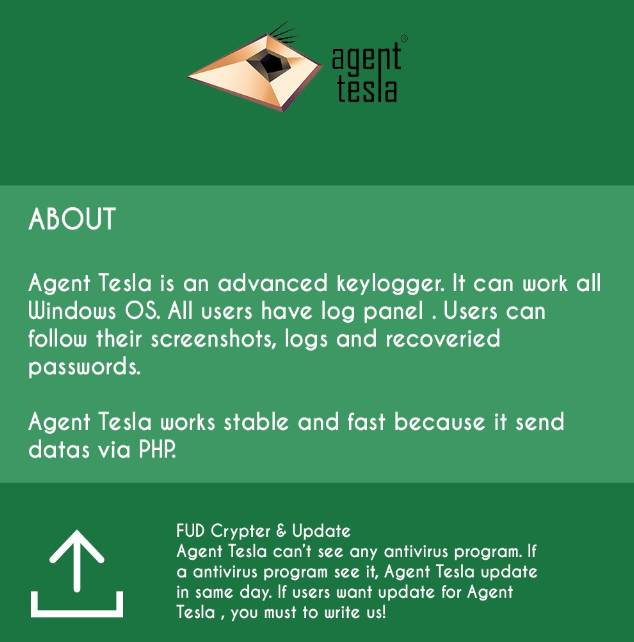 agent
tesla
®
ABOUT
Agent Tesla is an advanced keylogger. It can work all
Windows OS. All users have log panel . Users can
follow their screenshots, logs and recoveried
passwords.
Agent Tesla works stable and fast because it send
datas via PHP.
FUD Crypter & Update
Agent Tesla can't see any antivirus program. If
a antivirus program see it, Agent Tesla update
in same day. If users want update for Agent
Tesla , you must to write us!